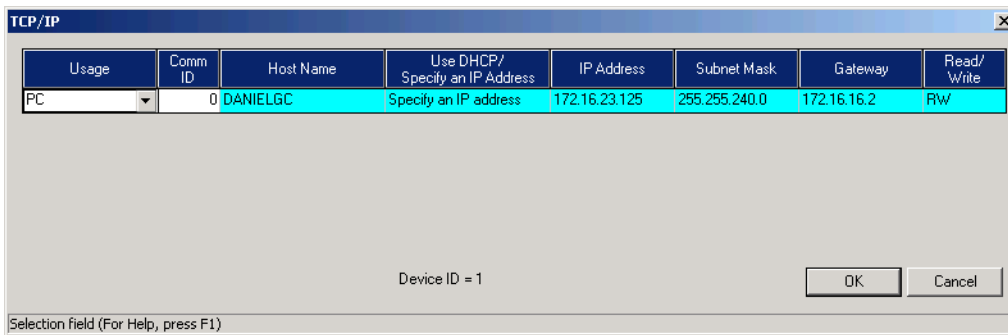 TCP/IP
Usage Comm ID Host Name Use DHCP/ Specify an IP Address IP Address Subnet Mask Gateway Read/ Write
PC 0 DANIELGC Specify an IP address 172.16.23.125 255.255.240.0 172.16.16.2 RW
Device ID = 1
OK Cancel
Selection field (For Help, press F1)